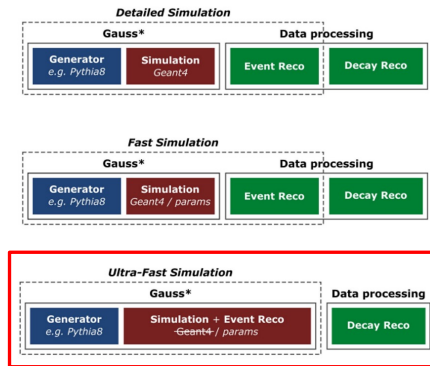 Detailed Simulation
Gauss* Data processing
Generator Simulation Event Reco Decay Reco
e.g. Pythia8 Geant4
Fast Simulation
Gauss* Data processing
Generator Simulation Event Reco Decay Reco
e.g. Pythia8 Geant4 / params
Ultra-Fast Simulation
Gauss* Data processing
Generator Simulation + Event Reco Decay Reco
e.g. Pythia8 Geant4 / params